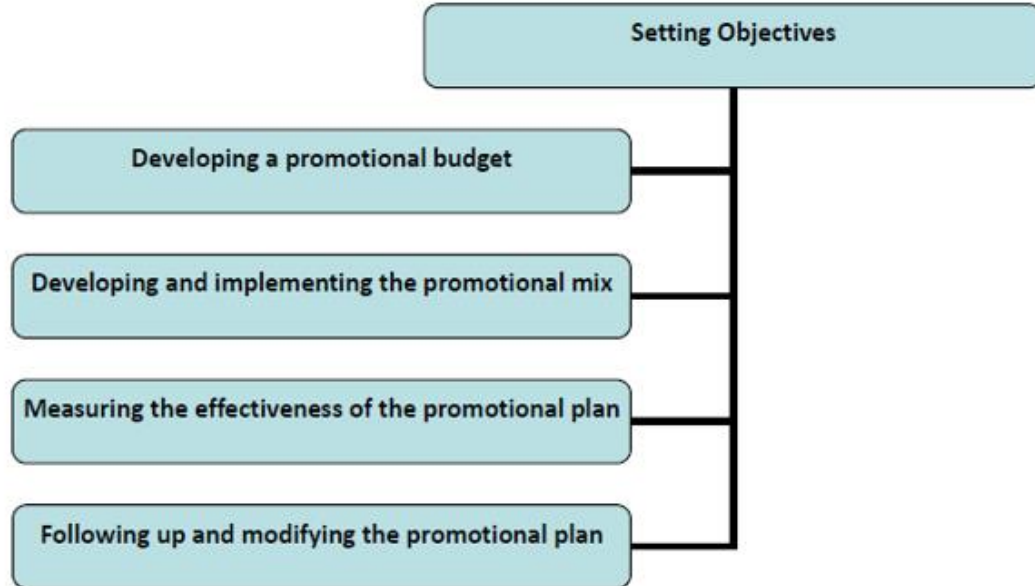 Setting Objectives
Developing a promotional budget
Developing and implementing the promotional mix
Measuring the effectiveness of the promotional plan
Following up and modifying the promotional plan